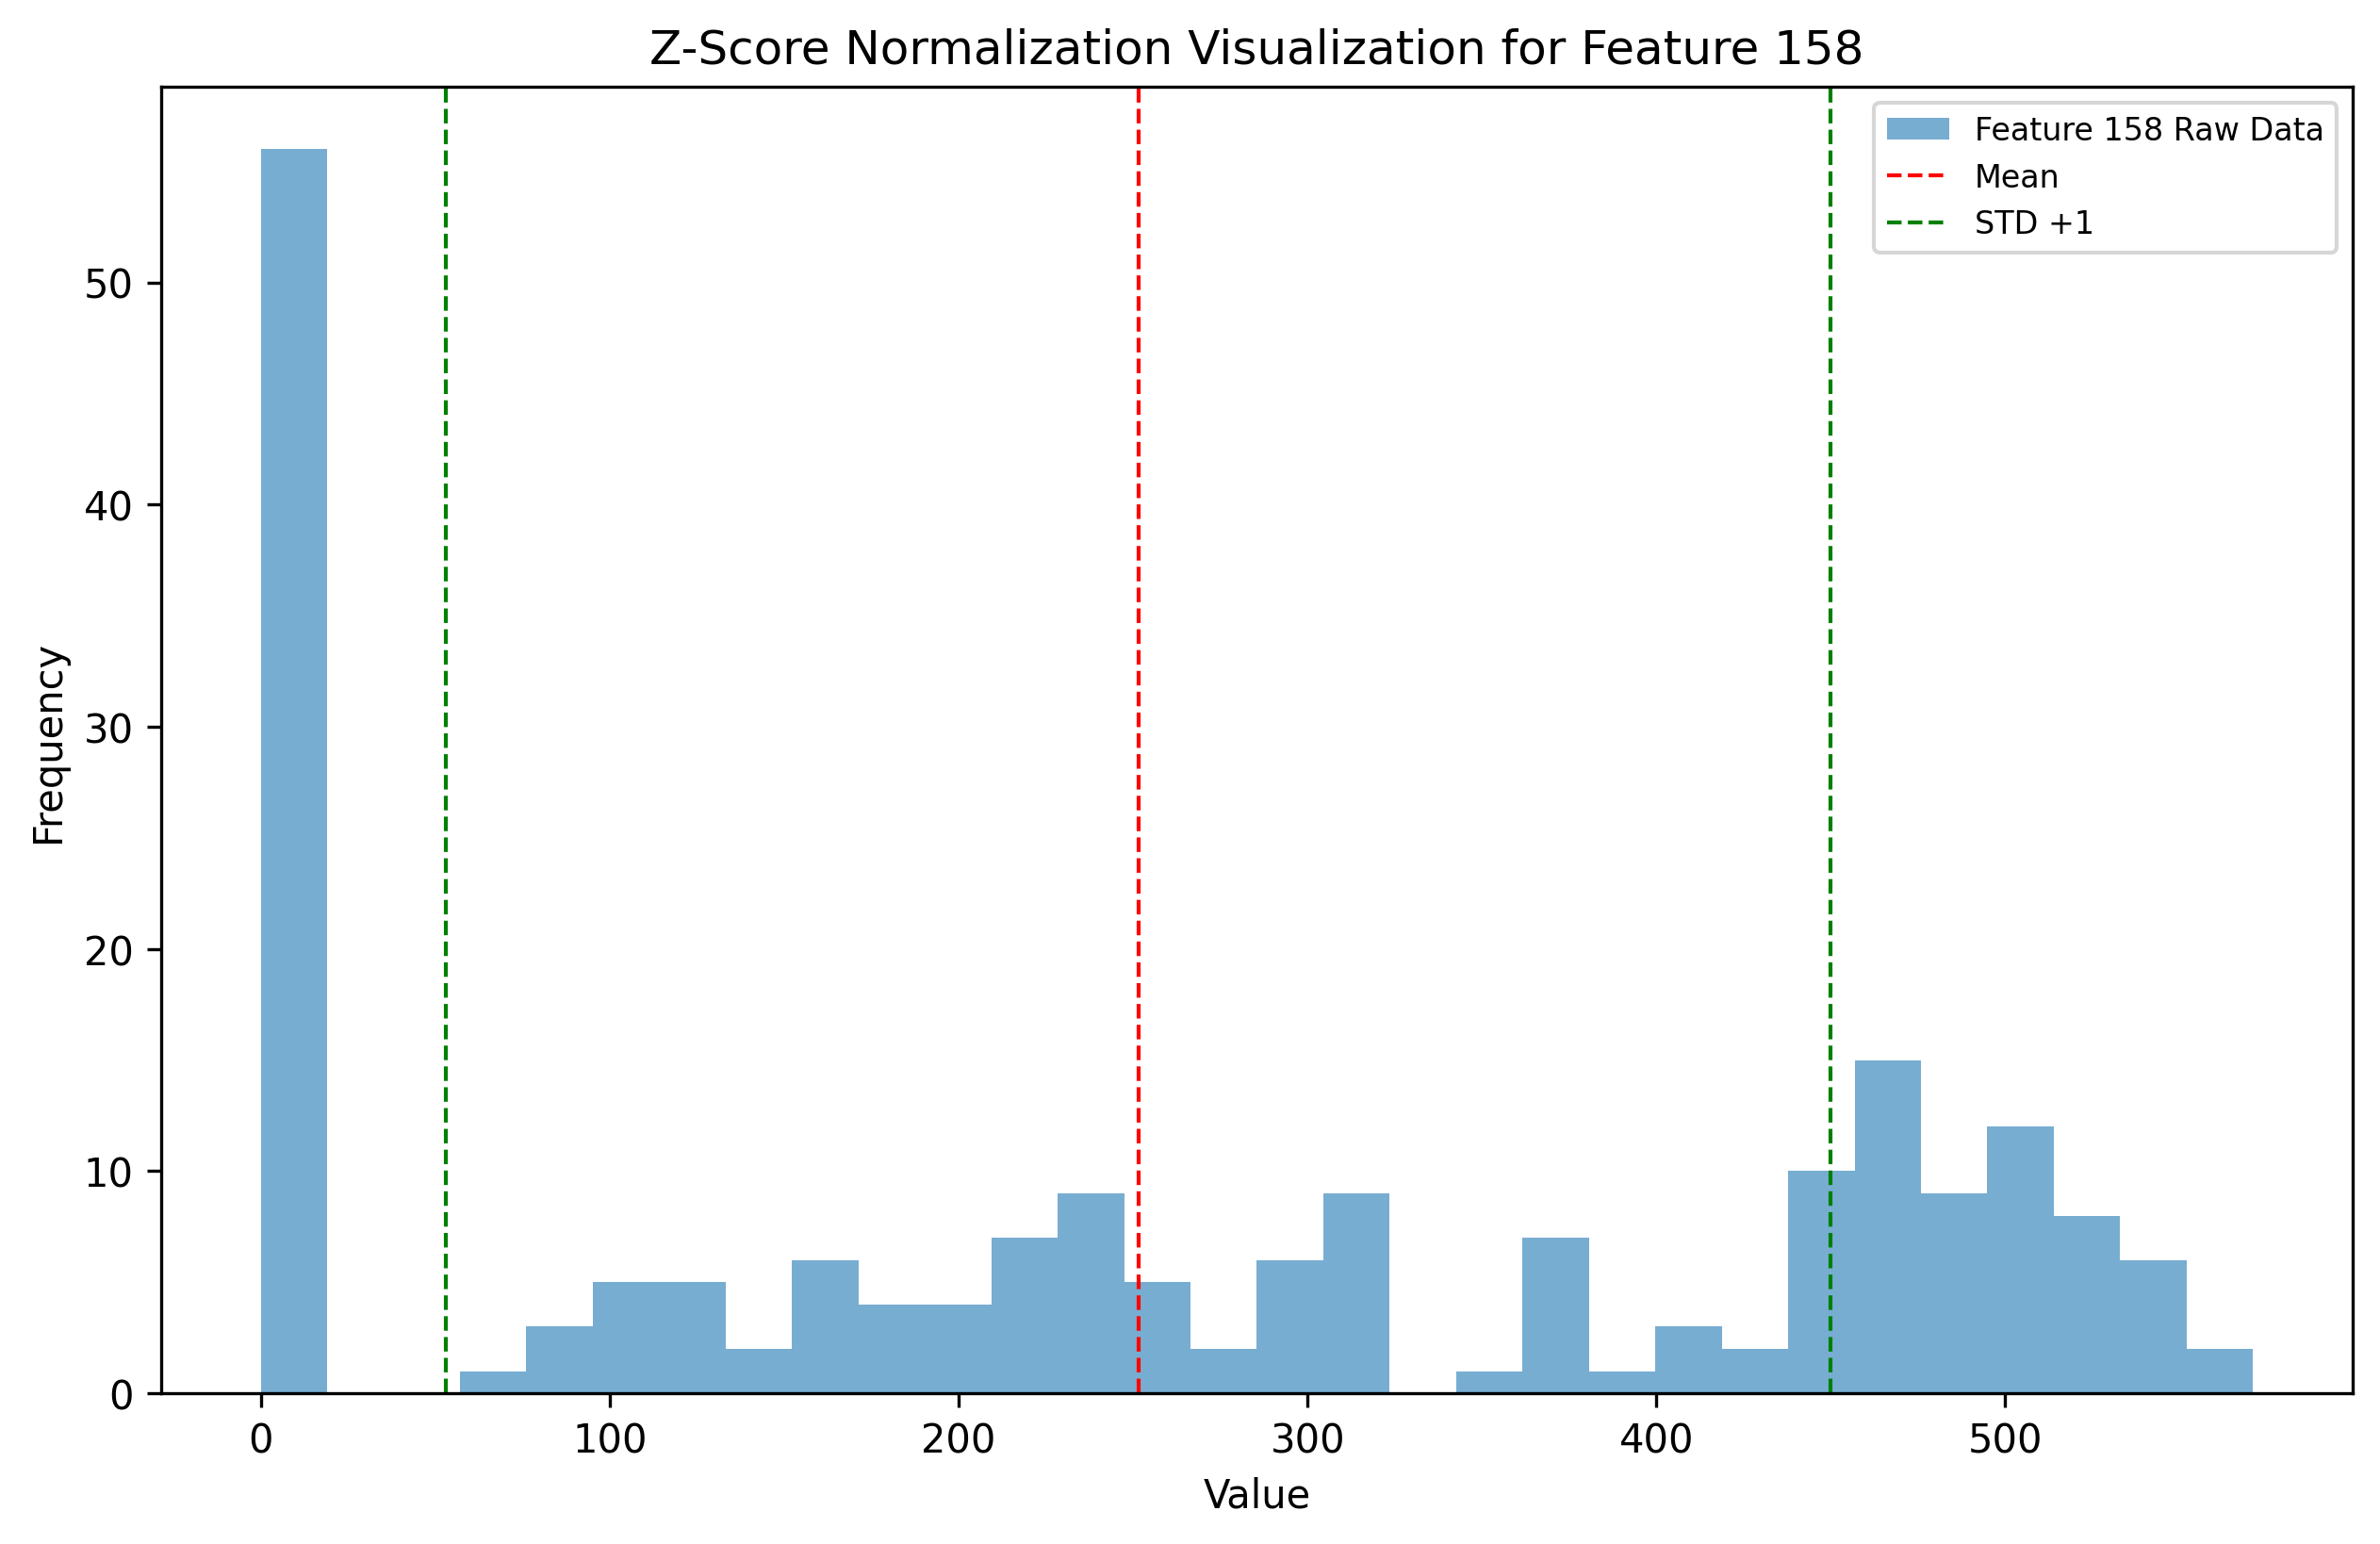 Z-Score Normalization Visualization for Feature 158
Feature 158 Raw Data
Mean
STD +1
50
40
30
20
10
0
Frequency
0 100 200 300 400 500
Value